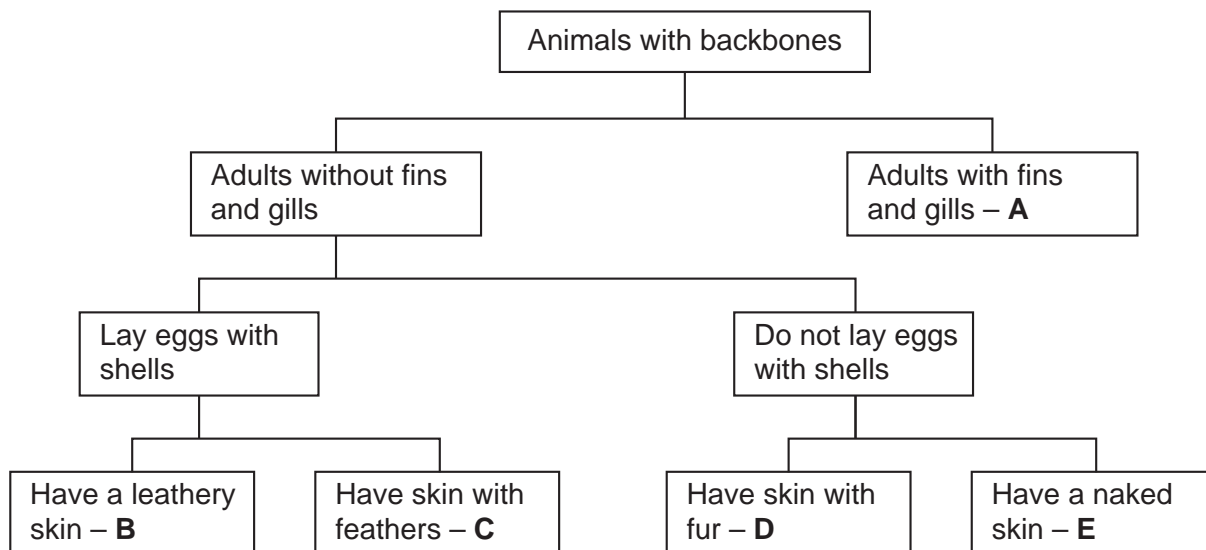 Animals with backbones
Adults without fins
and gills
Adults with fins
and gills – A
Lay eggs with
shells
Do not lay eggs
with shells
Have a leathery
skin – B
Have skin with
feathers – C
Have skin with
fur – D
Have a naked
skin – E